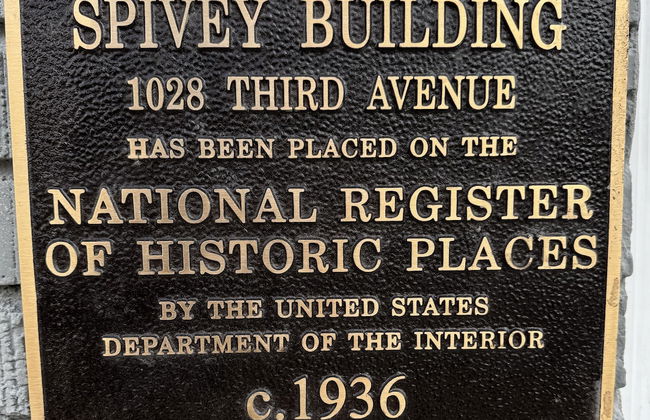 SPIVEY BUILDING
1028 THIRD AVENUE
HAS BEEN PLACED ON THE
NATIONAL REGISTER
OF HISTORIC PLACES
BY THE UNITED STATES
DEPARTMENT OF THE INTERIOR
c.1936